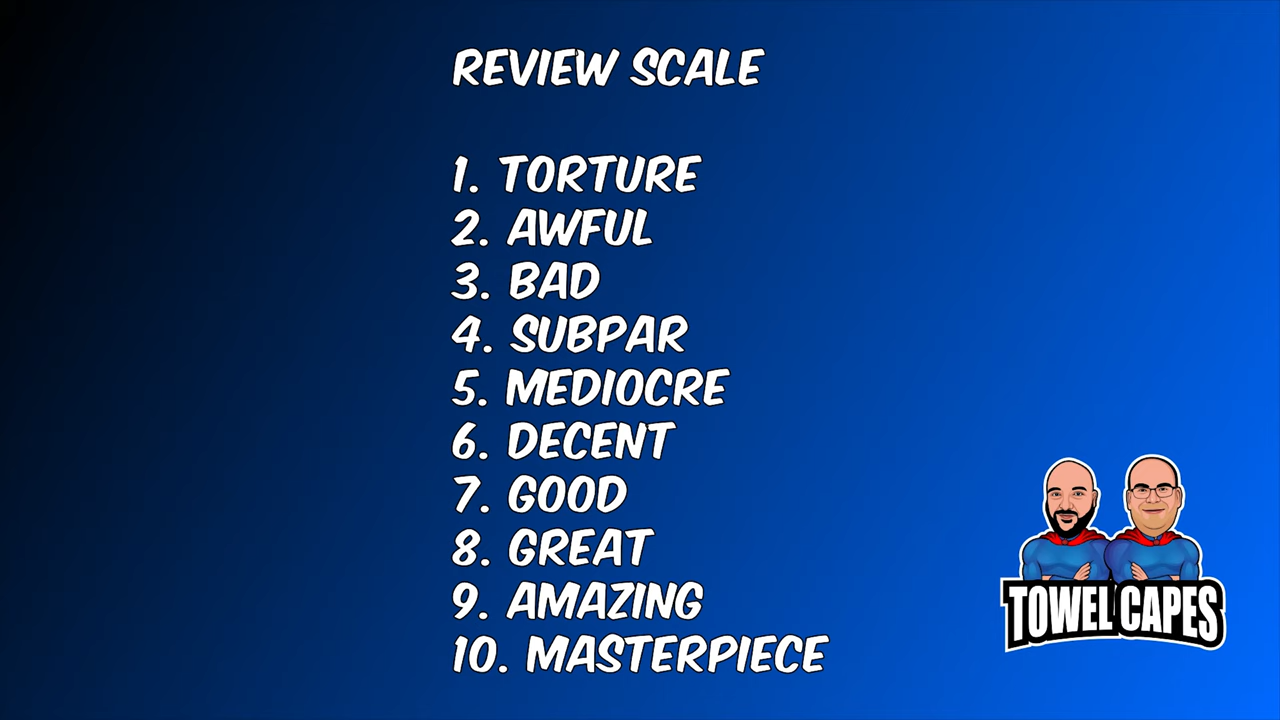 REVIEW SCALE
1. TORTURE
2. AWFUL
3. BAD
4. SUBPAR
5. MEDIOCRE
6. DECENT
7. GOOD
8. GREAT
9. AMAZING
10. MASTERPIECE
TOWEL CAPES